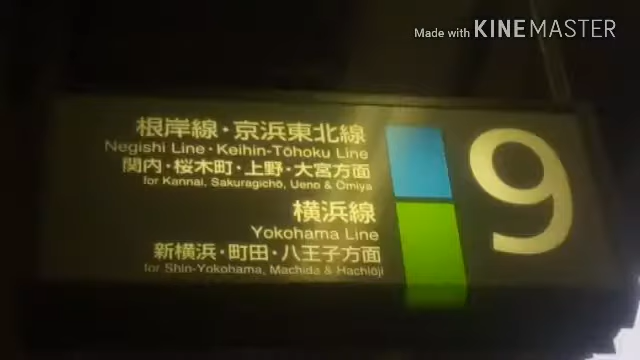 Made with KINEMASTER
根岸線・京浜東北線
Negishi Line・Keihin-Tōhoku Line
関内・桜木町・上野・大宮方面
for Kannai, Sakuragichō, Ueno & Ōmiya
横浜線
Yokohama Line
新横浜・町田・八王子方面
for Shin-Yokohama, Machida & Hachiōji
9